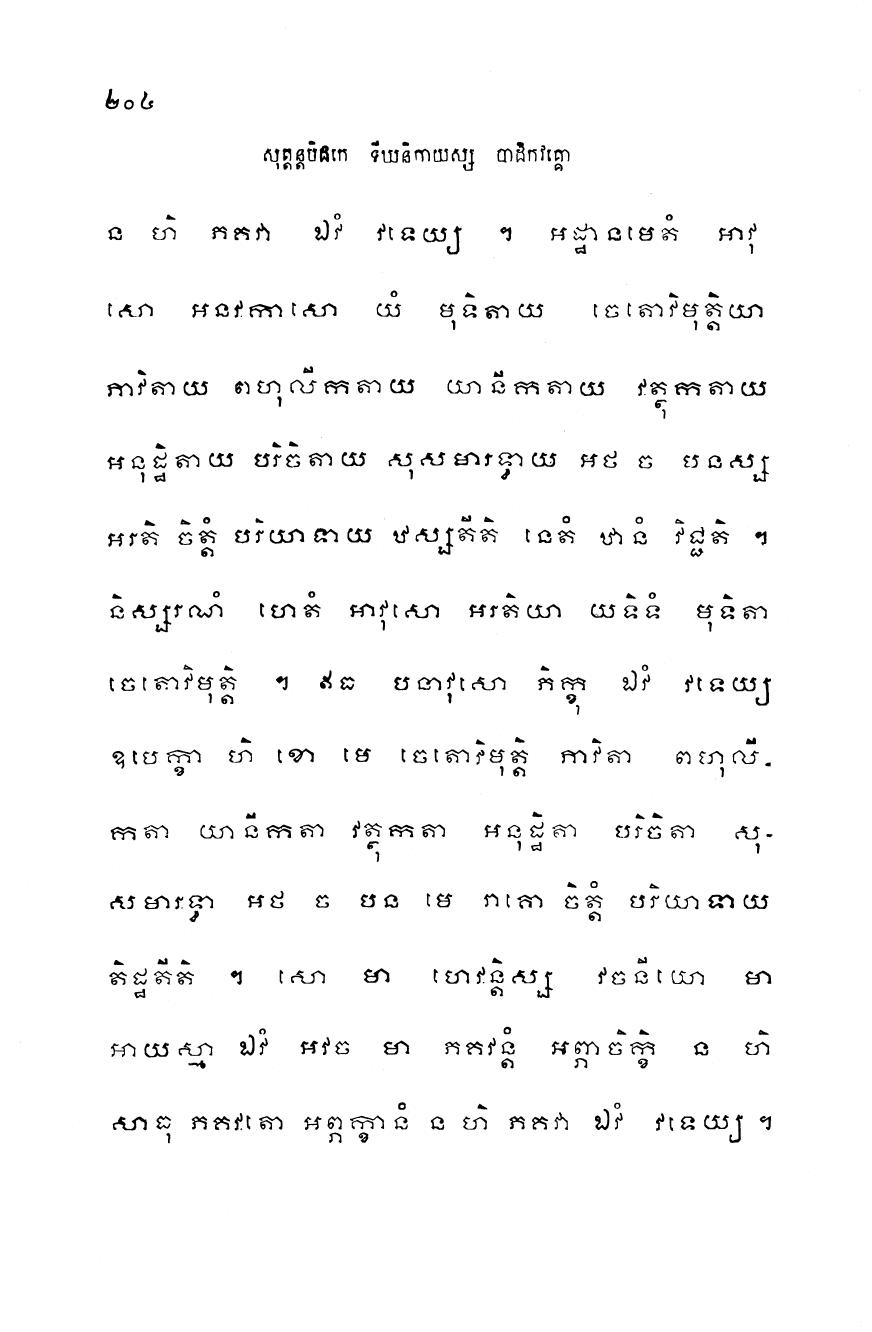 ២០៤
សុត្តន្តបិដកេ ទីឃនិកាយស្ស បាដិកវគ្គោ
ន ហិ ភគវា ឯវំ វទេយ្យ ។ អដ្ឋានមេតំ អាវុ
សោ អនវកាសោ យំ មុទិតាយ ចេតោវិមុត្តិយា
ភាវិតាយ ពហុលីកតាយ យានីកតាយ វត្ថុកតាយ
អនុដ្ឋិតាយ បរិចិតាយ សុសមារទ្ធាយ អថ ច បនស្ស
អរតិ ចិត្តំ បរិយាទាយ ឋស្សតីតិ នេតំ ឋានំ វិជ្ជតិ ។
និស្សរណំ ហេតំ អាវុសោ អរតិយា យទិទំ មុទិតា
ចេតោវិមុត្តិ ។ ឥធ បនាវុសោ ភិក្ខុ ឯវំ វទេយ្យ
ឧបេក្ខា ហិ ខោ មេ ចេតោវិមុត្តិ ភាវិតា ពហុលី-
កតា យានីកតា វត្ថុកតា អនុដ្ឋិតា បរិចិតា សុ-
សមារទ្ធា អថ ច បន មេ រាគោ ចិត្តំ បរិយាទាយ
តិដ្ឋតីតិ ។ សោ មា ហេវន្តិស្ស វចនីយោ មា
អាយស្មា ឯវំ អវច មា ភគវន្តំ អព្ភាចិក្ខិ ន ហិ
សាធុ ភគវតោ អព្ភក្ខានំ ន ហិ ភគវា ឯវំ វទេយ្យ ។